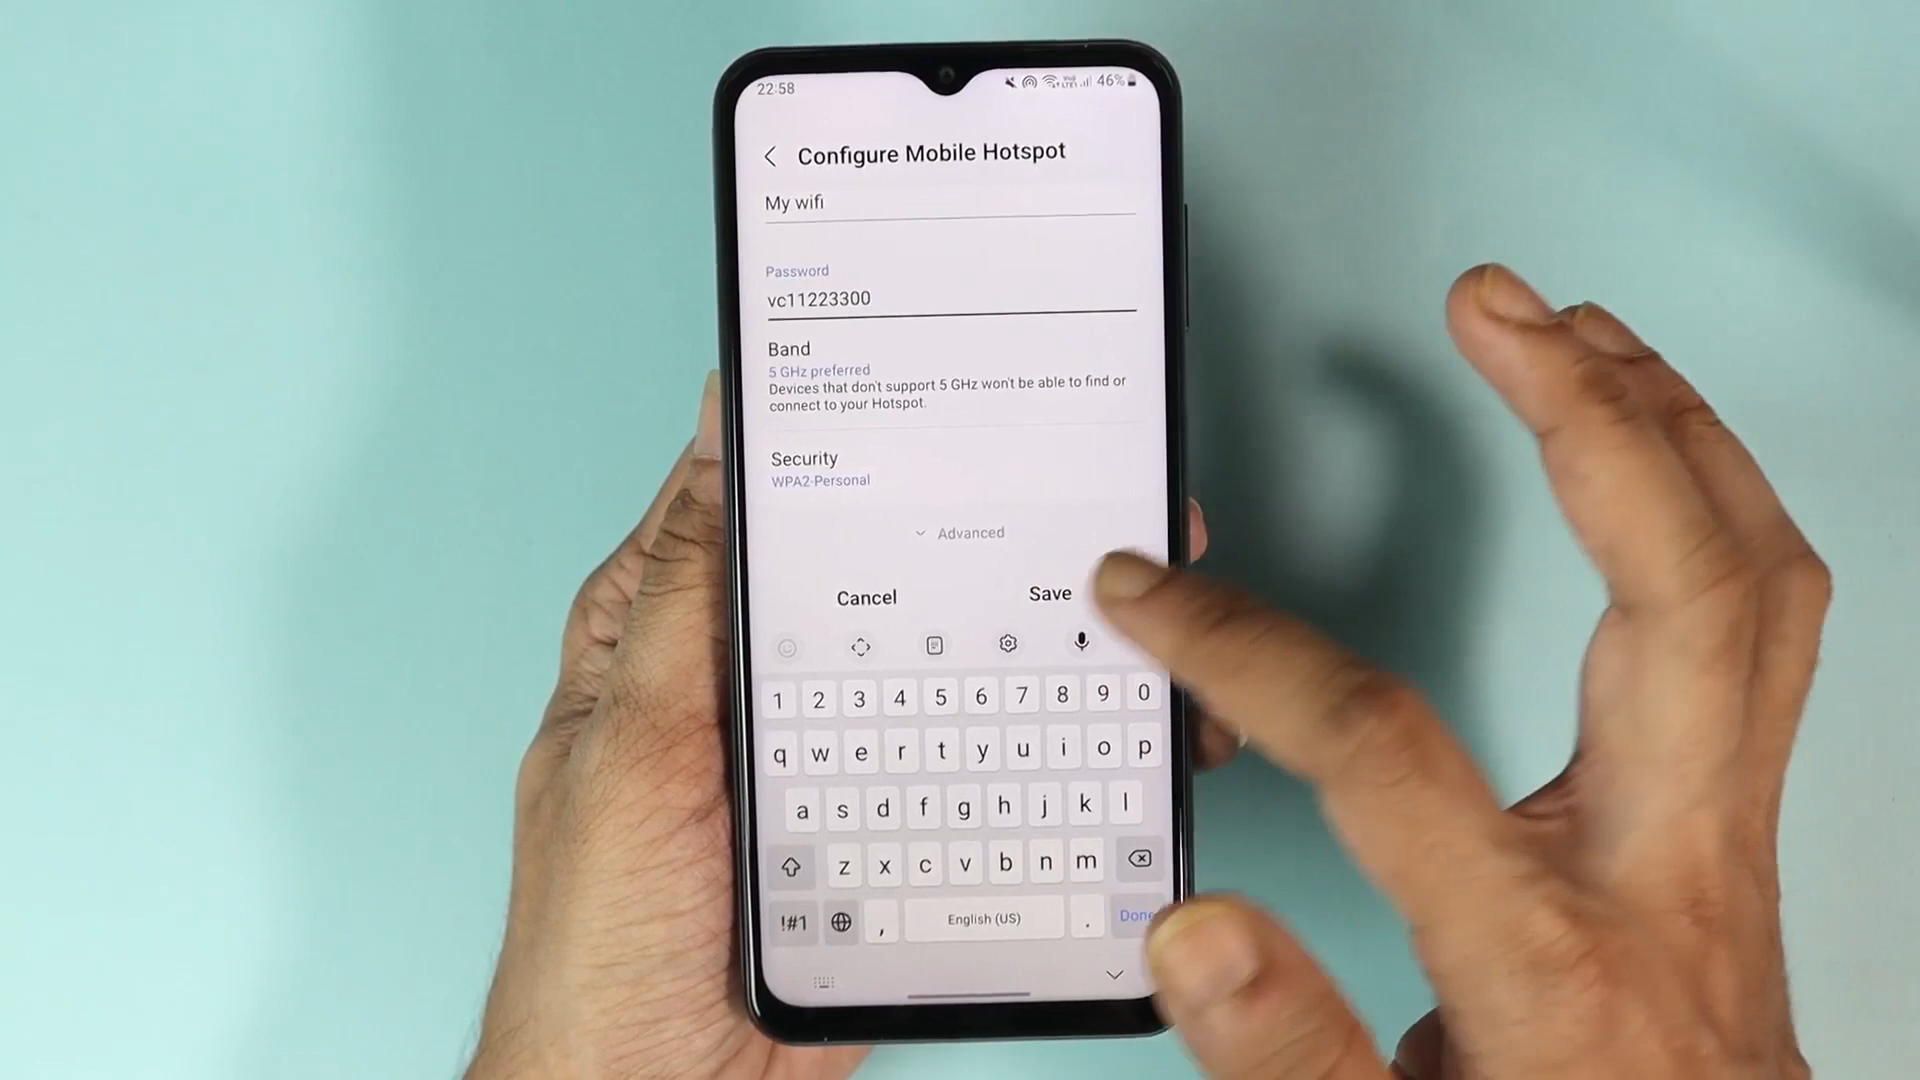 22:58
46%
Configure Mobile Hotspot
My wifi
Password
vc11223300
Band
5 GHz preferred
Devices that don't support 5 GHz won't be able to find or
connect to your Hotspot.
Security
WPA2-Personal
Advanced
Cancel Save
1 2 3 4 5 6 7 8 9 0
q w e r t y u i o p
a s d f g h j k l
z x c v b n m
!#1 , English (US) . Done